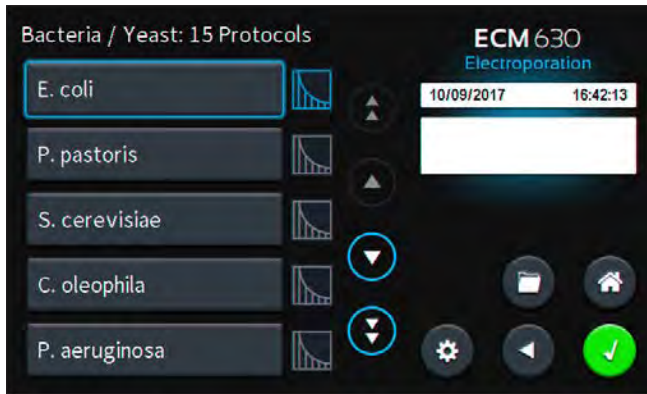 Bacteria / Yeast: 15 Protocols
E. coli
P. pastoris
S. cerevisiae
C. oleophila
P. aeruginosa
ECM 630
Electroporation
10/09/2017 16:42:13